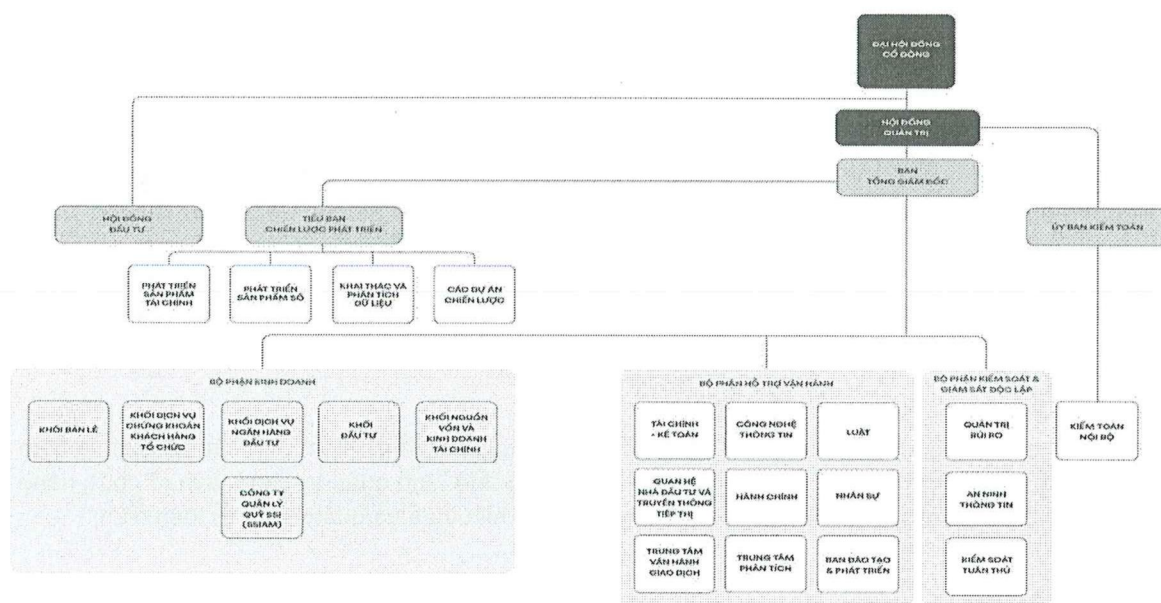 ĐẠI HỘI ĐỒNG
CỔ ĐÔNG
HỘI ĐỒNG
QUẢN TRỊ
BAN
TỔNG GIÁM ĐỐC
HỘI ĐỒNG
ĐẦU TƯ
TIỂU BAN
CHIẾN LƯỢC PHÁT TRIỂN
ỦY BAN KIỂM TOÁN
PHÁT TRIỂN
SẢN PHẨM
TÀI CHÍNH
PHÁT TRIỂN
SẢN PHẨM SỐ
KHAI THÁC VÀ
PHÂN TÍCH
DỮ LIỆU
CÁC DỰ ÁN
CHIẾN LƯỢC
BỘ PHẬN KINH DOANH
KHỐI BÁN LẺ
KHỐI DỊCH VỤ
CHỨNG KHOÁN
KHÁCH HÀNG
TỔ CHỨC
KHỐI DỊCH VỤ
NGÂN HÀNG
ĐẦU TƯ
KHỐI
ĐẦU TƯ
KHỐI NGUỒN
VỐN VÀ
KINH DOANH
TÀI CHÍNH
CÔNG TY
QUẢN LÝ
QUỸ SSI
(SSIAM)
BỘ PHẬN HỖ TRỢ VẬN HÀNH
TÀI CHÍNH
- KẾ TOÁN
CÔNG NGHỆ
THÔNG TIN
LUẬT
QUAN HỆ
NHÀ ĐẦU TƯ VÀ
TRUYỀN THÔNG
TIẾP THỊ
HÀNH CHÍNH
NHÂN SỰ
TRUNG TÂM
VẬN HÀNH
GIAO DỊCH
TRUNG TÂM
PHÂN TÍCH
BAN ĐÀO TẠO
& PHÁT TRIỂN
BỘ PHẬN KIỂM SOÁT &
GIÁM SÁT ĐỘC LẬP
QUẢN TRỊ
RỦI RO
AN NINH
THÔNG TIN
KIỂM SOÁT
TUÂN THỦ
KIỂM TOÁN
NỘI BỘ